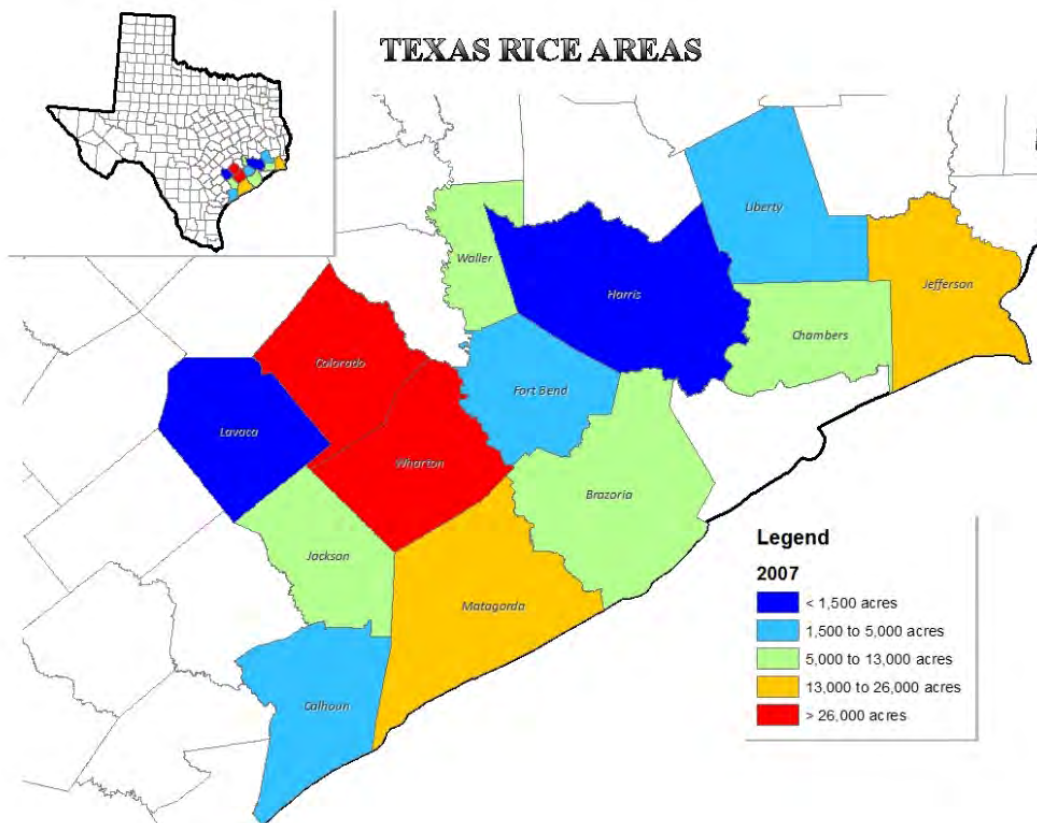 TEXAS RICE AREAS
Liberty
Waller
Jefferson
Harris
Chambers
Colorado
Fort Bend
Lavaca
Wharton
Brazoria
Jackson
Matagorda
Calhoun
Legend
2007
< 1,500 acres
1,500 to 5,000 acres
5,000 to 13,000 acres
13,000 to 26,000 acres
> 26,000 acres